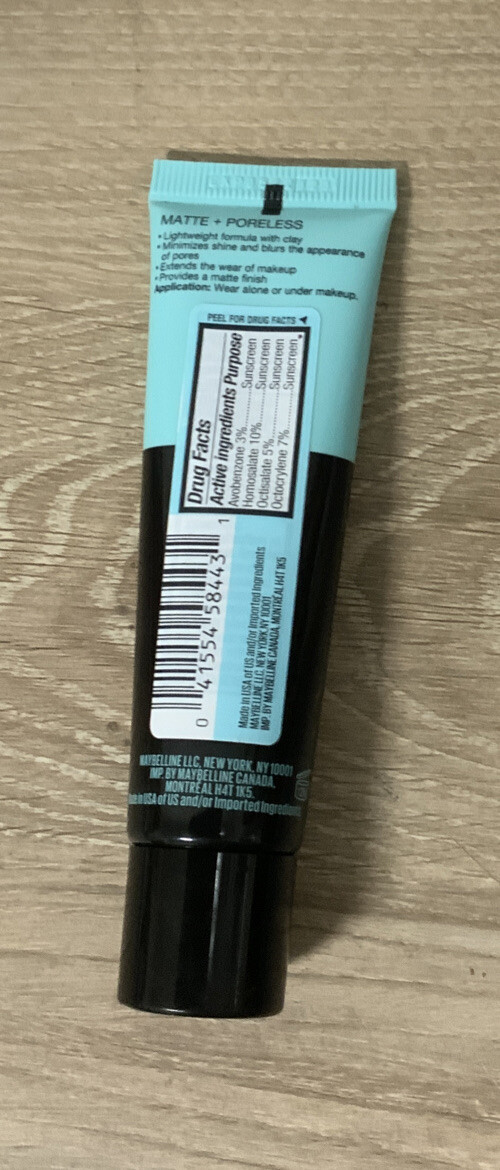 MATTE + PORELESS
• Lightweight formula with clay
• Minimizes shine and blurs the appearance
of pores
• Extends the wear of makeup
• Provides a matte finish
Application: Wear alone or under makeup.
PEEL FOR DRUG FACTS
Drug Facts
Active ingredients Purpose
Avobenzone 3%..........Sunscreen
Homosalate 10%..........Sunscreen
Octisalate 5%..........Sunscreen
Octocrylene 7%..........Sunscreen
0 41554 58443 1
Made in USA of US and/or Imported Ingredients
MAYBELLINE LLC, NEW YORK, NY 10001
IMP. BY MAYBELLINE CANADA, MONTRÉAL H4T 1K5
MAYBELLINE LLC, NEW YORK, NY 10001
IMP. BY MAYBELLINE CANADA,
MONTRÉAL H4T 1K5.
in USA of US and/or Imported